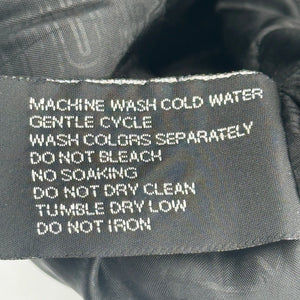 MACHINE WASH COLD WATER
GENTLE CYCLE
WASH COLORS SEPARATELY
DO NOT BLEACH
NO SOAKING
DO NOT DRY CLEAN
TUMBLE DRY LOW
DO NOT IRON